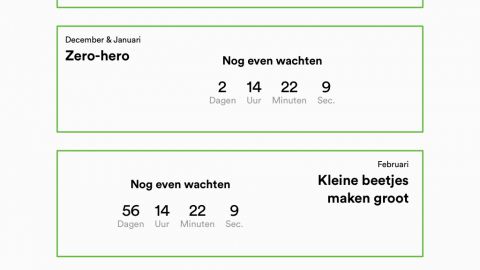 December & Januari
Zero-hero
Nog even wachten
2 14 22 9
Dagen Uur Minuten Sec.
Februari
Kleine beetjes
maken groot
Nog even wachten
56 14 22 9
Dagen Uur Minuten Sec.